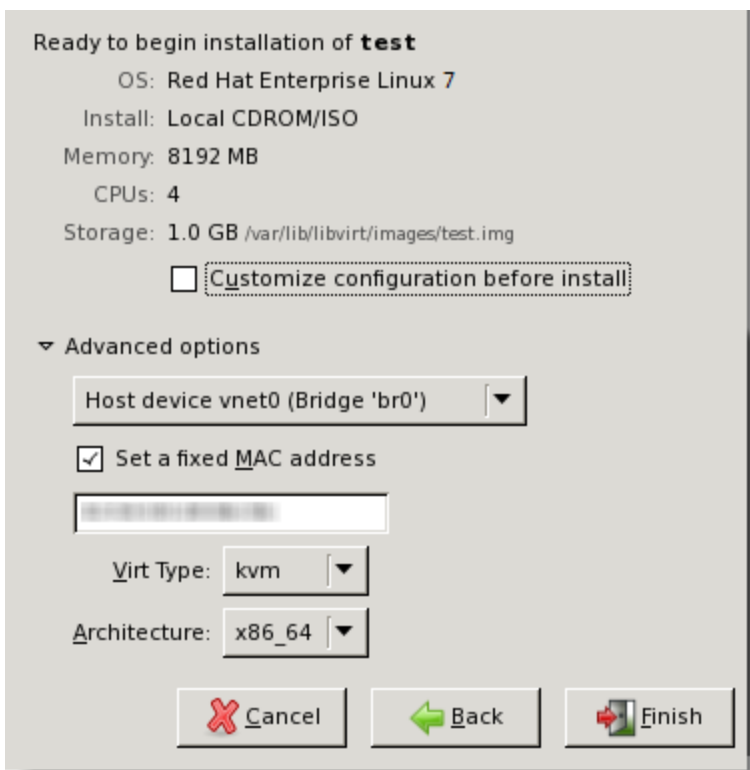 Ready to begin installation of test
OS: Red Hat Enterprise Linux 7
Install: Local CDROM/ISO
Memory: 8192 MB
CPUs: 4
Storage: 1.0 GB /var/lib/libvirt/images/test.img
Customize configuration before install
Advanced options
Host device vnet0 (Bridge 'br0')
Set a fixed MAC address
Virt Type: kvm
Architecture: x86_64
Cancel Back Finish